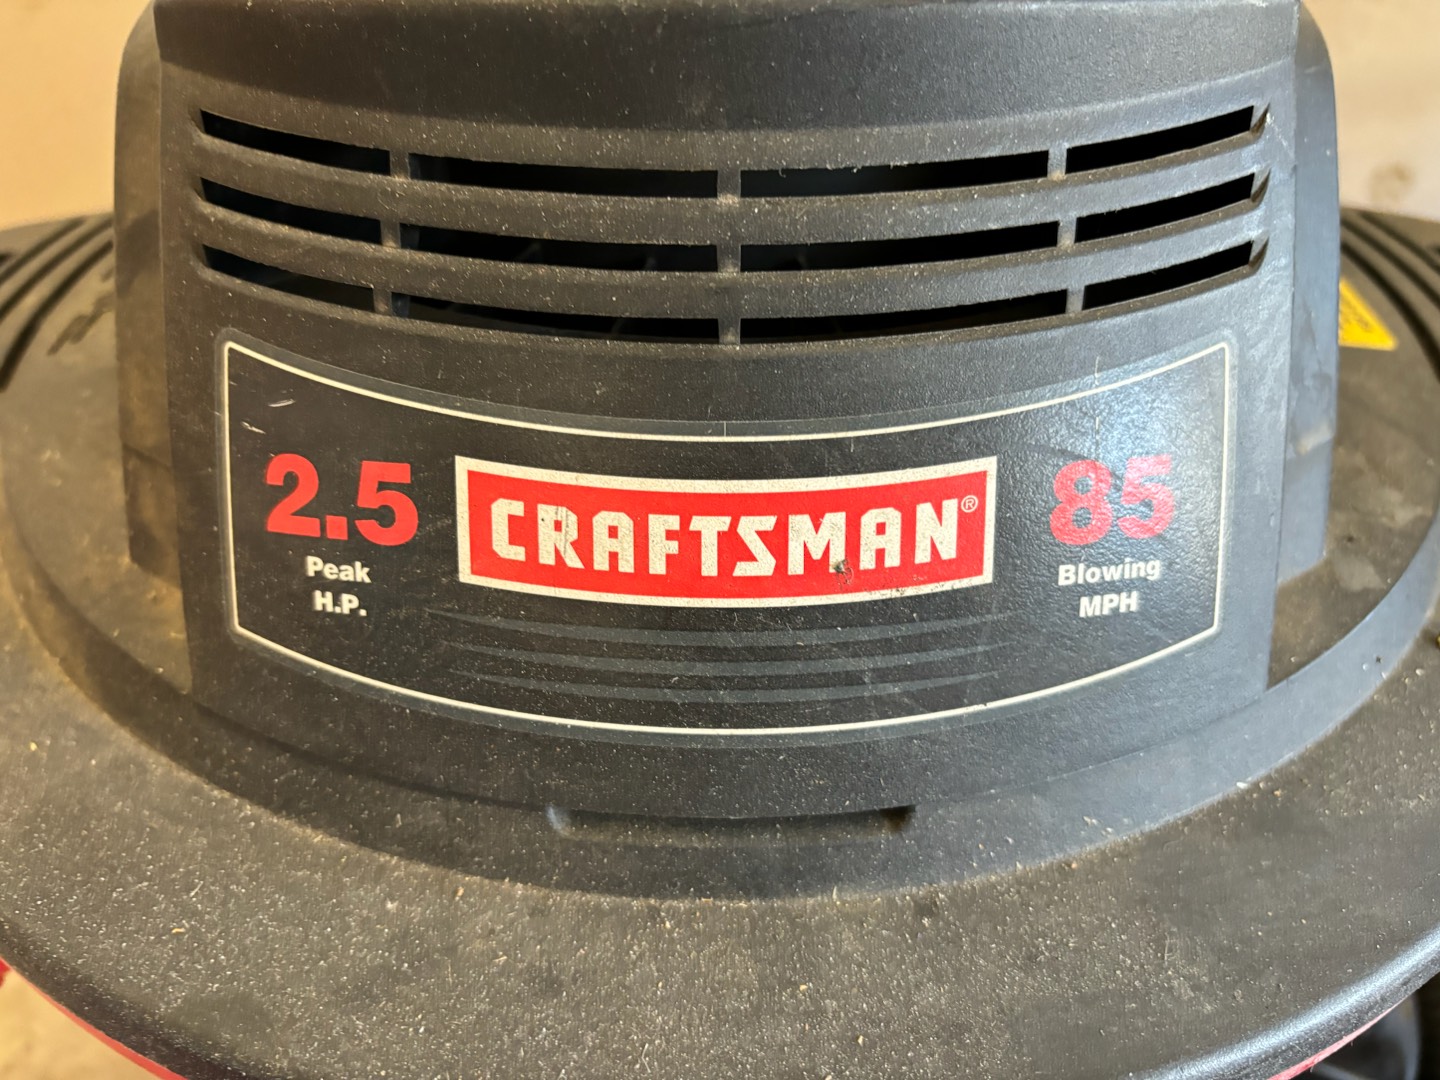 2.5
Peak
H.P.
CRAFTSMAN®
85
Blowing
MPH